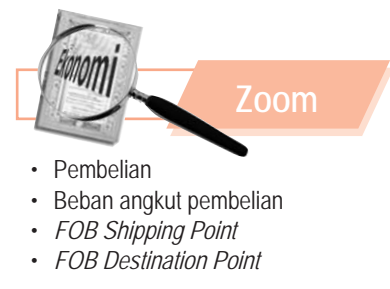 Ekonomi
Zoom
• Pembelian
• Beban angkut pembelian
• FOB Shipping Point
• FOB Destination Point